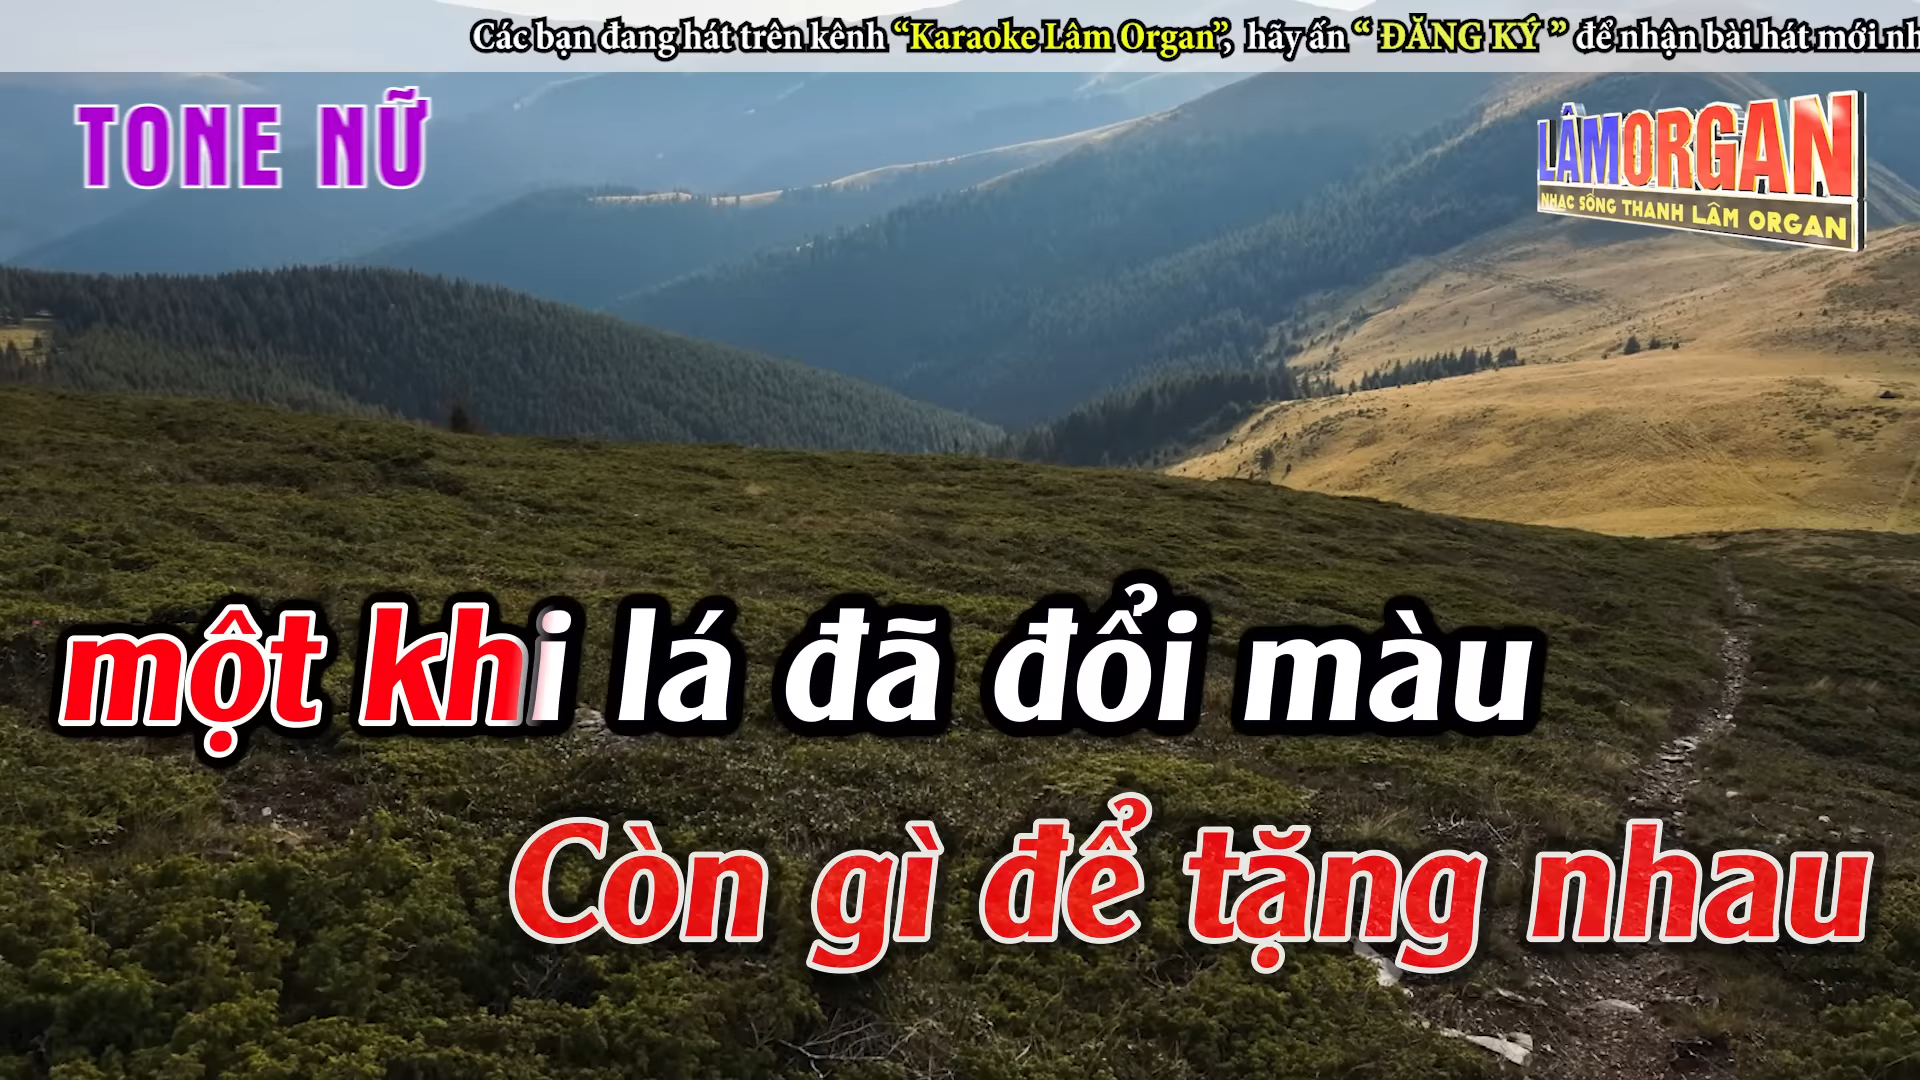 Các bạn đang hát trên kênh “Karaoke Lâm Organ”, hãy ấn “ ĐĂNG KÝ ” để nhận bài hát mới nh
TONE NỮ
LÂMORGAN
NHẠC SỐNG THANH LÂM ORGAN
một khi lá đã đổi màu
Còn gì để tặng nhau